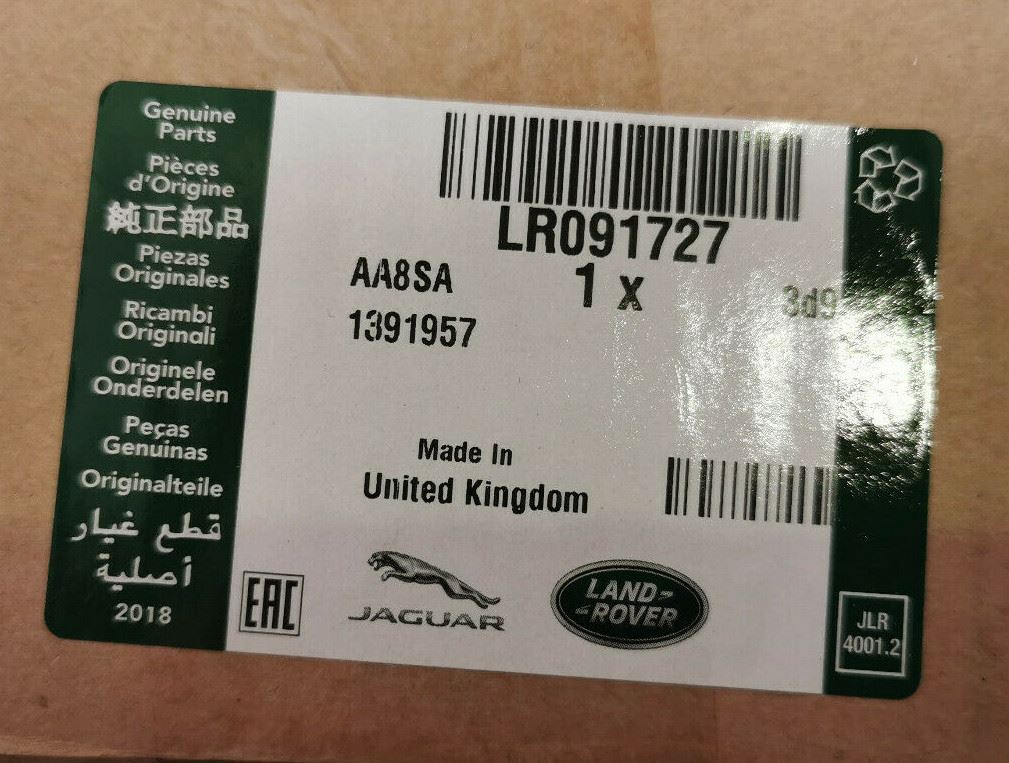 Genuine
Parts
Pièces
d'Origine
純正部品
Piezas
Originales
Ricambi
Originali
Originele
Onderdelen
Peças
Genuinas
Originalteile
قطع غيار
أصلية
2018
LR091727
AA8SA
1 x
3d9
1391957
Made In
United Kingdom
EAC
JAGUAR
LAND-
-ROVER
JLR
4001.2